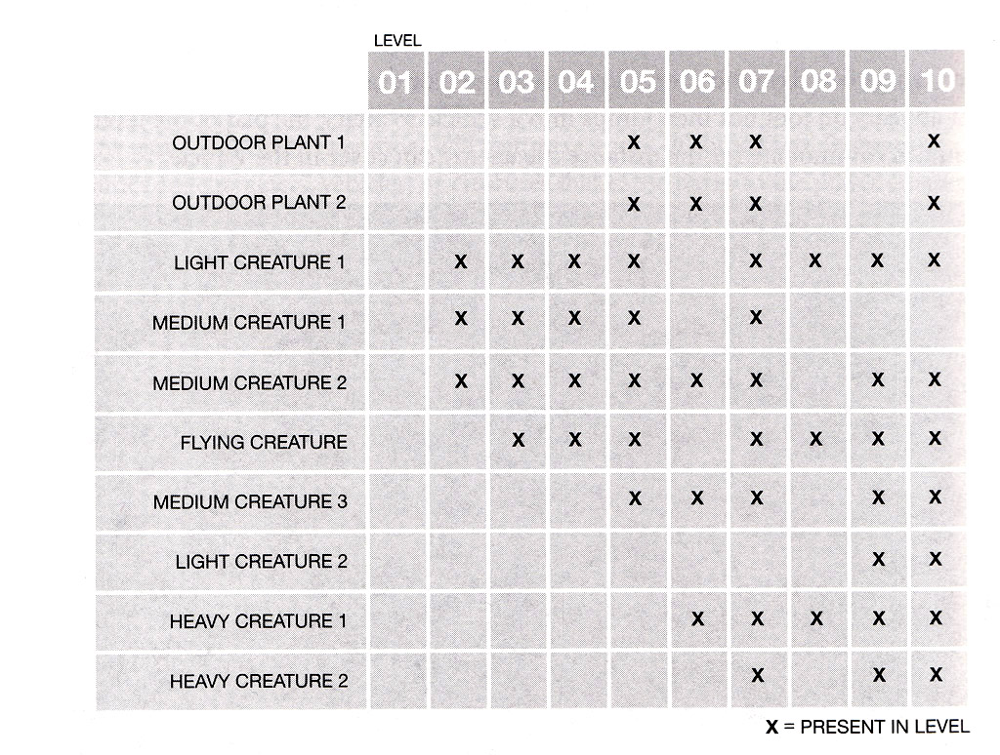 LEVEL
01 02 03 04 05 06 07 08 09 10
OUTDOOR PLANT 1 X X X X
OUTDOOR PLANT 2 X X X X
LIGHT CREATURE 1 X X X X X X X X
MEDIUM CREATURE 1 X X X X X
MEDIUM CREATURE 2 X X X X X X X X
FLYING CREATURE X X X X X X X
MEDIUM CREATURE 3 X X X X X
LIGHT CREATURE 2 X X
HEAVY CREATURE 1 X X X X X
HEAVY CREATURE 2 X X X
X = PRESENT IN LEVEL